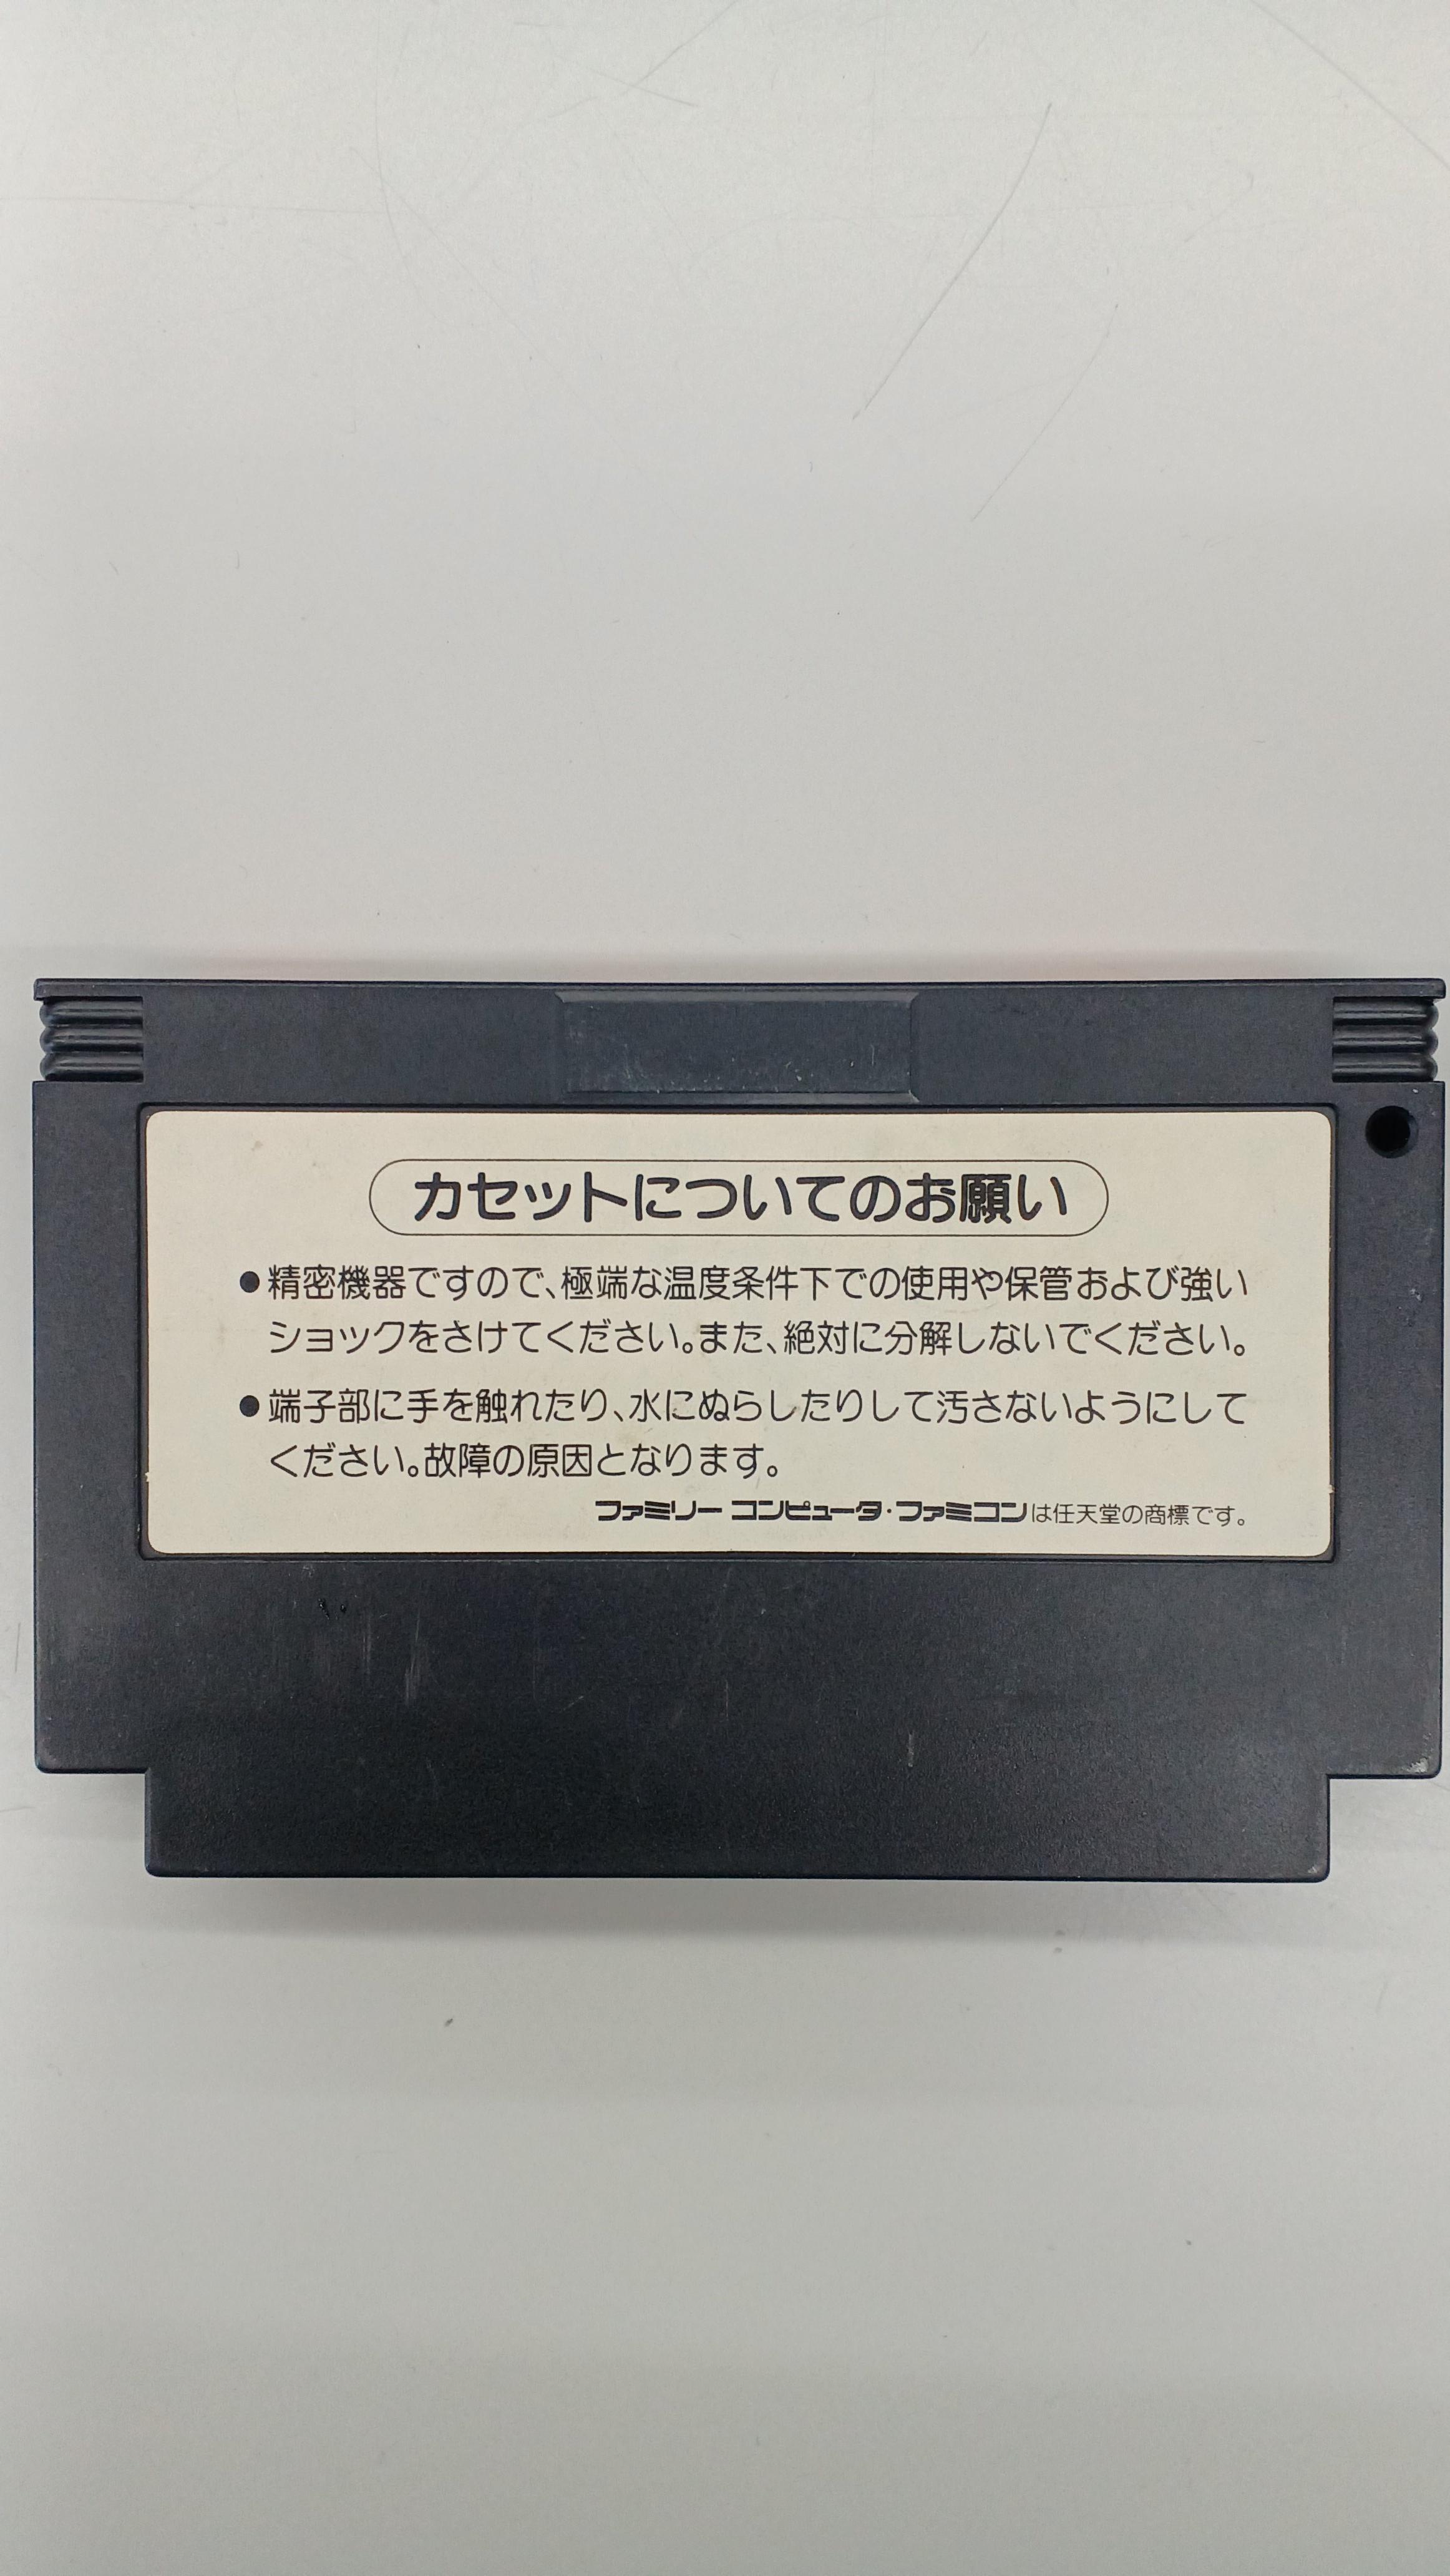 カセットについてのお願い
●精密機器ですので、極端な温度条件下での使用や保管および強い
ショックをさけてください。また、絶対に分解しないでください。
●端子部に手を触れたり、水にぬらしたりして汚さないようにして
ください。故障の原因となります。
ファミリー コンピュータ・ファミコンは任天堂の商標です。